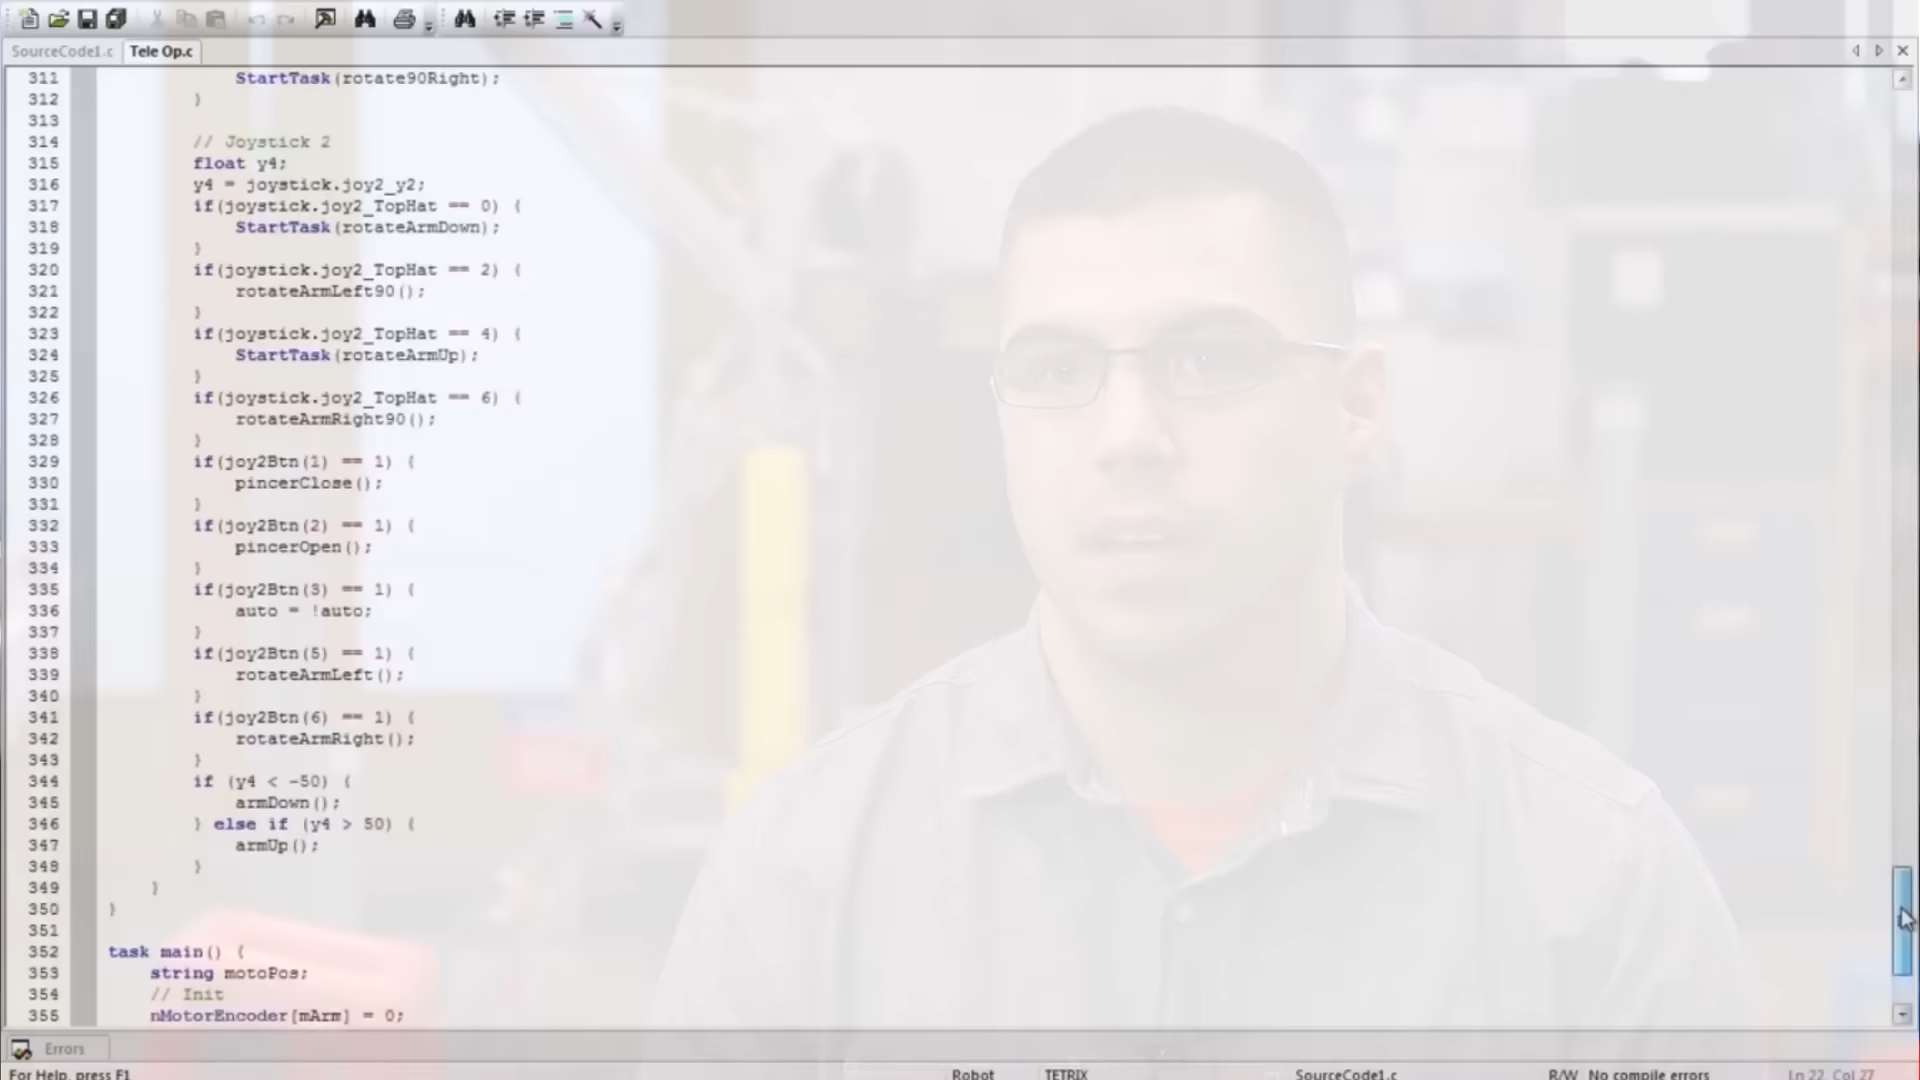 SourceCode1.c Tele Op.c
311 StartTask(rotate90Right);
312 }
313
314 // Joystick 2
315 float y4;
316 y4 = joystick.joy2_y2;
317 if(joystick.joy2_TopHat == 0) {
318 StartTask(rotateArmDown);
319 }
320 if(joystick.joy2_TopHat == 2) {
321 rotateArmLeft90();
322 }
323 if(joystick.joy2_TopHat == 4) {
324 StartTask(rotateArmUp);
325 }
326 if(joystick.joy2_TopHat == 6) {
327 rotateArmRight90();
328 }
329 if(joy2Btn(1) == 1) {
330 pincerClose();
331 }
332 if(joy2Btn(2) == 1) {
333 pincerOpen();
334 }
335 if(joy2Btn(3) == 1) {
336 auto = !auto;
337 }
338 if(joy2Btn(5) == 1) {
339 rotateArmLeft();
340 }
341 if(joy2Btn(6) == 1) {
342 rotateArmRight();
343 }
344 if (y4 < -50) {
345 armDown();
346 } else if (y4 > 50) {
347 armUp();
348 }
349 }
350 }
351
352 task main() {
353 string motoPos;
354 // Init
355 nMotorEncoder[mArm] = 0;
Errors
For Help, press F1 Robot TETRIX SourceCode1.c R/W No compile errors Ln 22, Col 27